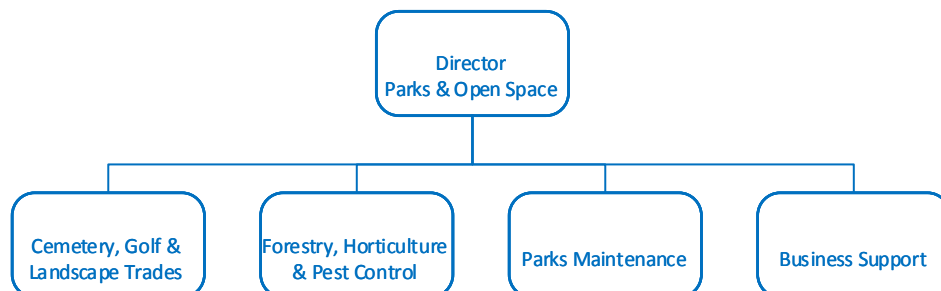 Director
Parks & Open Space
Cemetery, Golf &
Landscape Trades
Forestry, Horticulture
& Pest Control
Parks Maintenance
Business Support